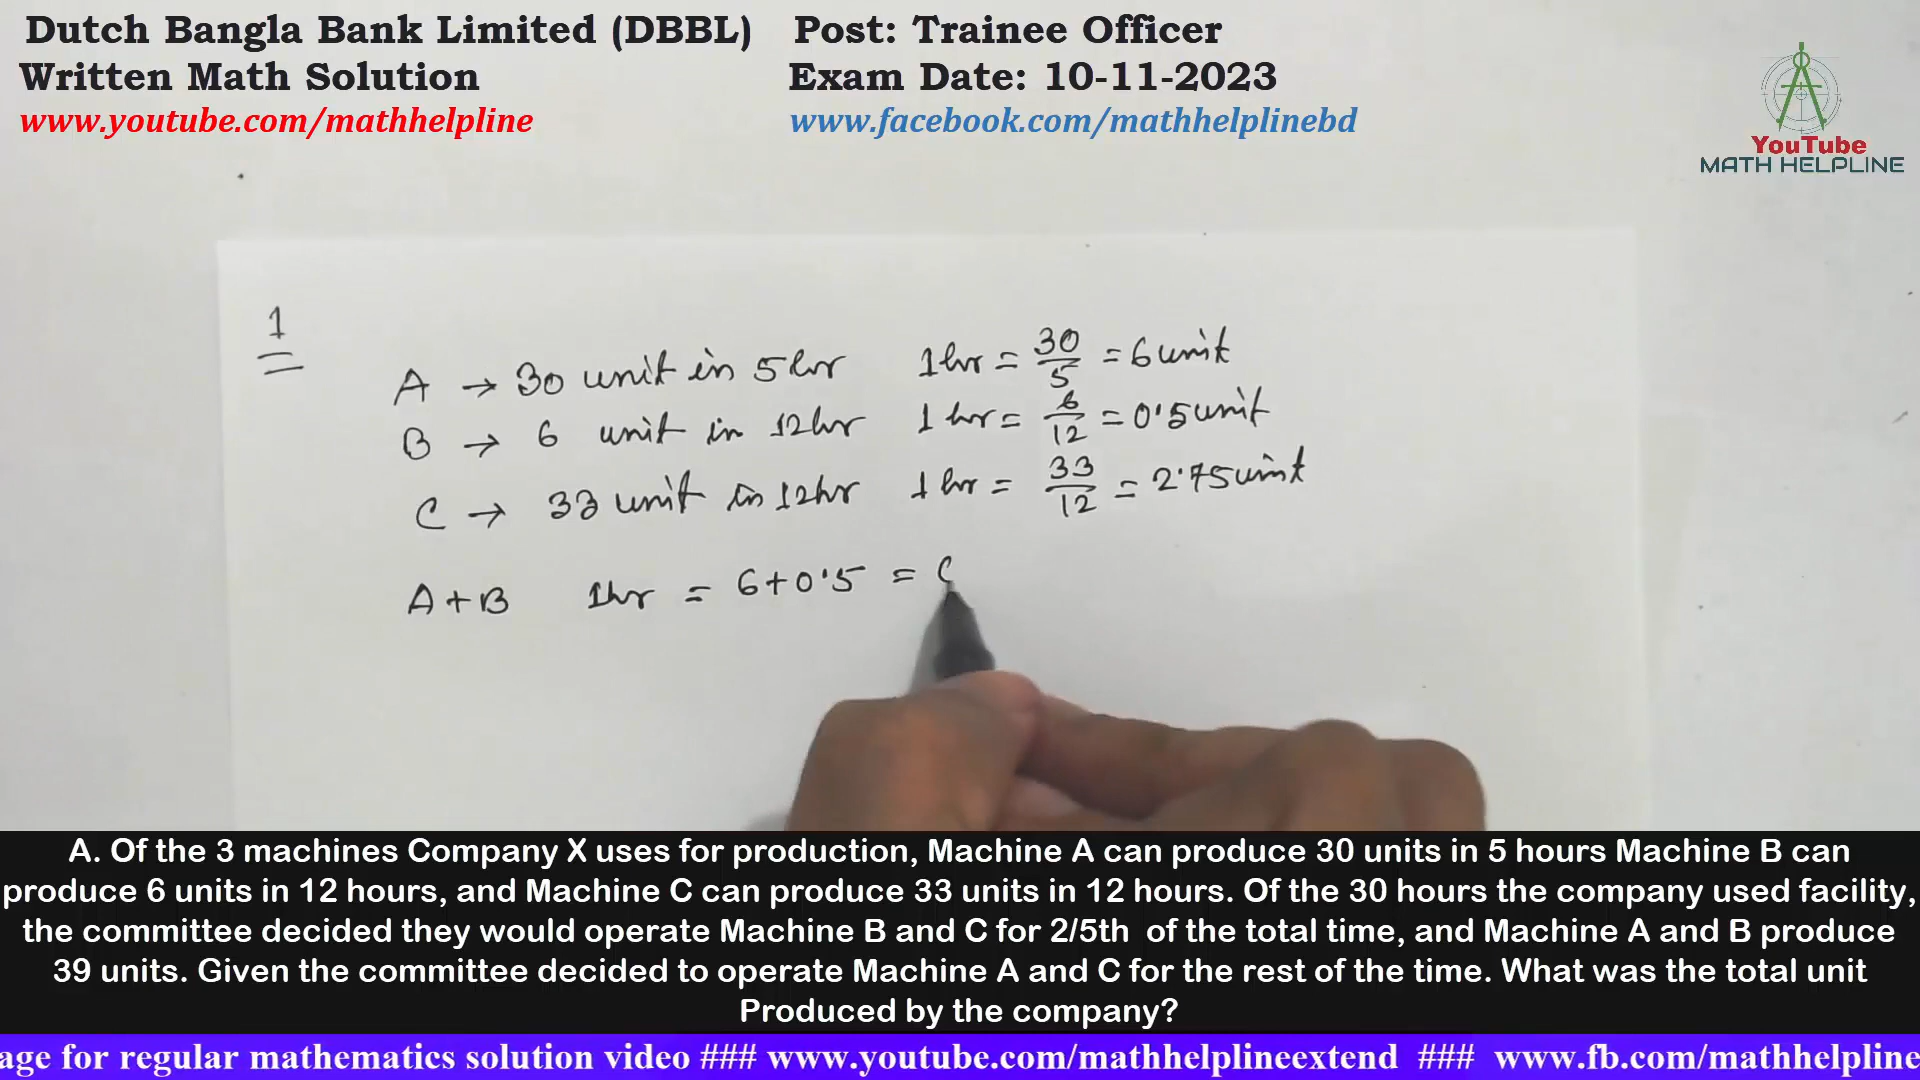 Dutch Bangla Bank Limited (DBBL) Post: Trainee Officer
Written Math Solution Exam Date: 10-11-2023
www.youtube.com/mathhelpline www.facebook.com/mathhelplinebd
YouTube
MATH HELPLINE
1
A → 30 unit in 5hr 1hr = 30/5 = 6 unit
B → 6 unit in 12hr 1hr = 6/12 = 0.5 unit
C → 33 unit in 12hr 1hr = 33/12 = 2.75 unit
A+B 1hr = 6+0.5 =
A. Of the 3 machines Company X uses for production, Machine A can produce 30 units in 5 hours Machine B can
produce 6 units in 12 hours, and Machine C can produce 33 units in 12 hours. Of the 30 hours the company used facility,
the committee decided they would operate Machine B and C for 2/5th of the total time, and Machine A and B produce
39 units. Given the committee decided to operate Machine A and C for the rest of the time. What was the total unit
Produced by the company?
age for regular mathematics solution video ### www.youtube.com/mathhelplineextend ### www.fb.com/mathhelpline